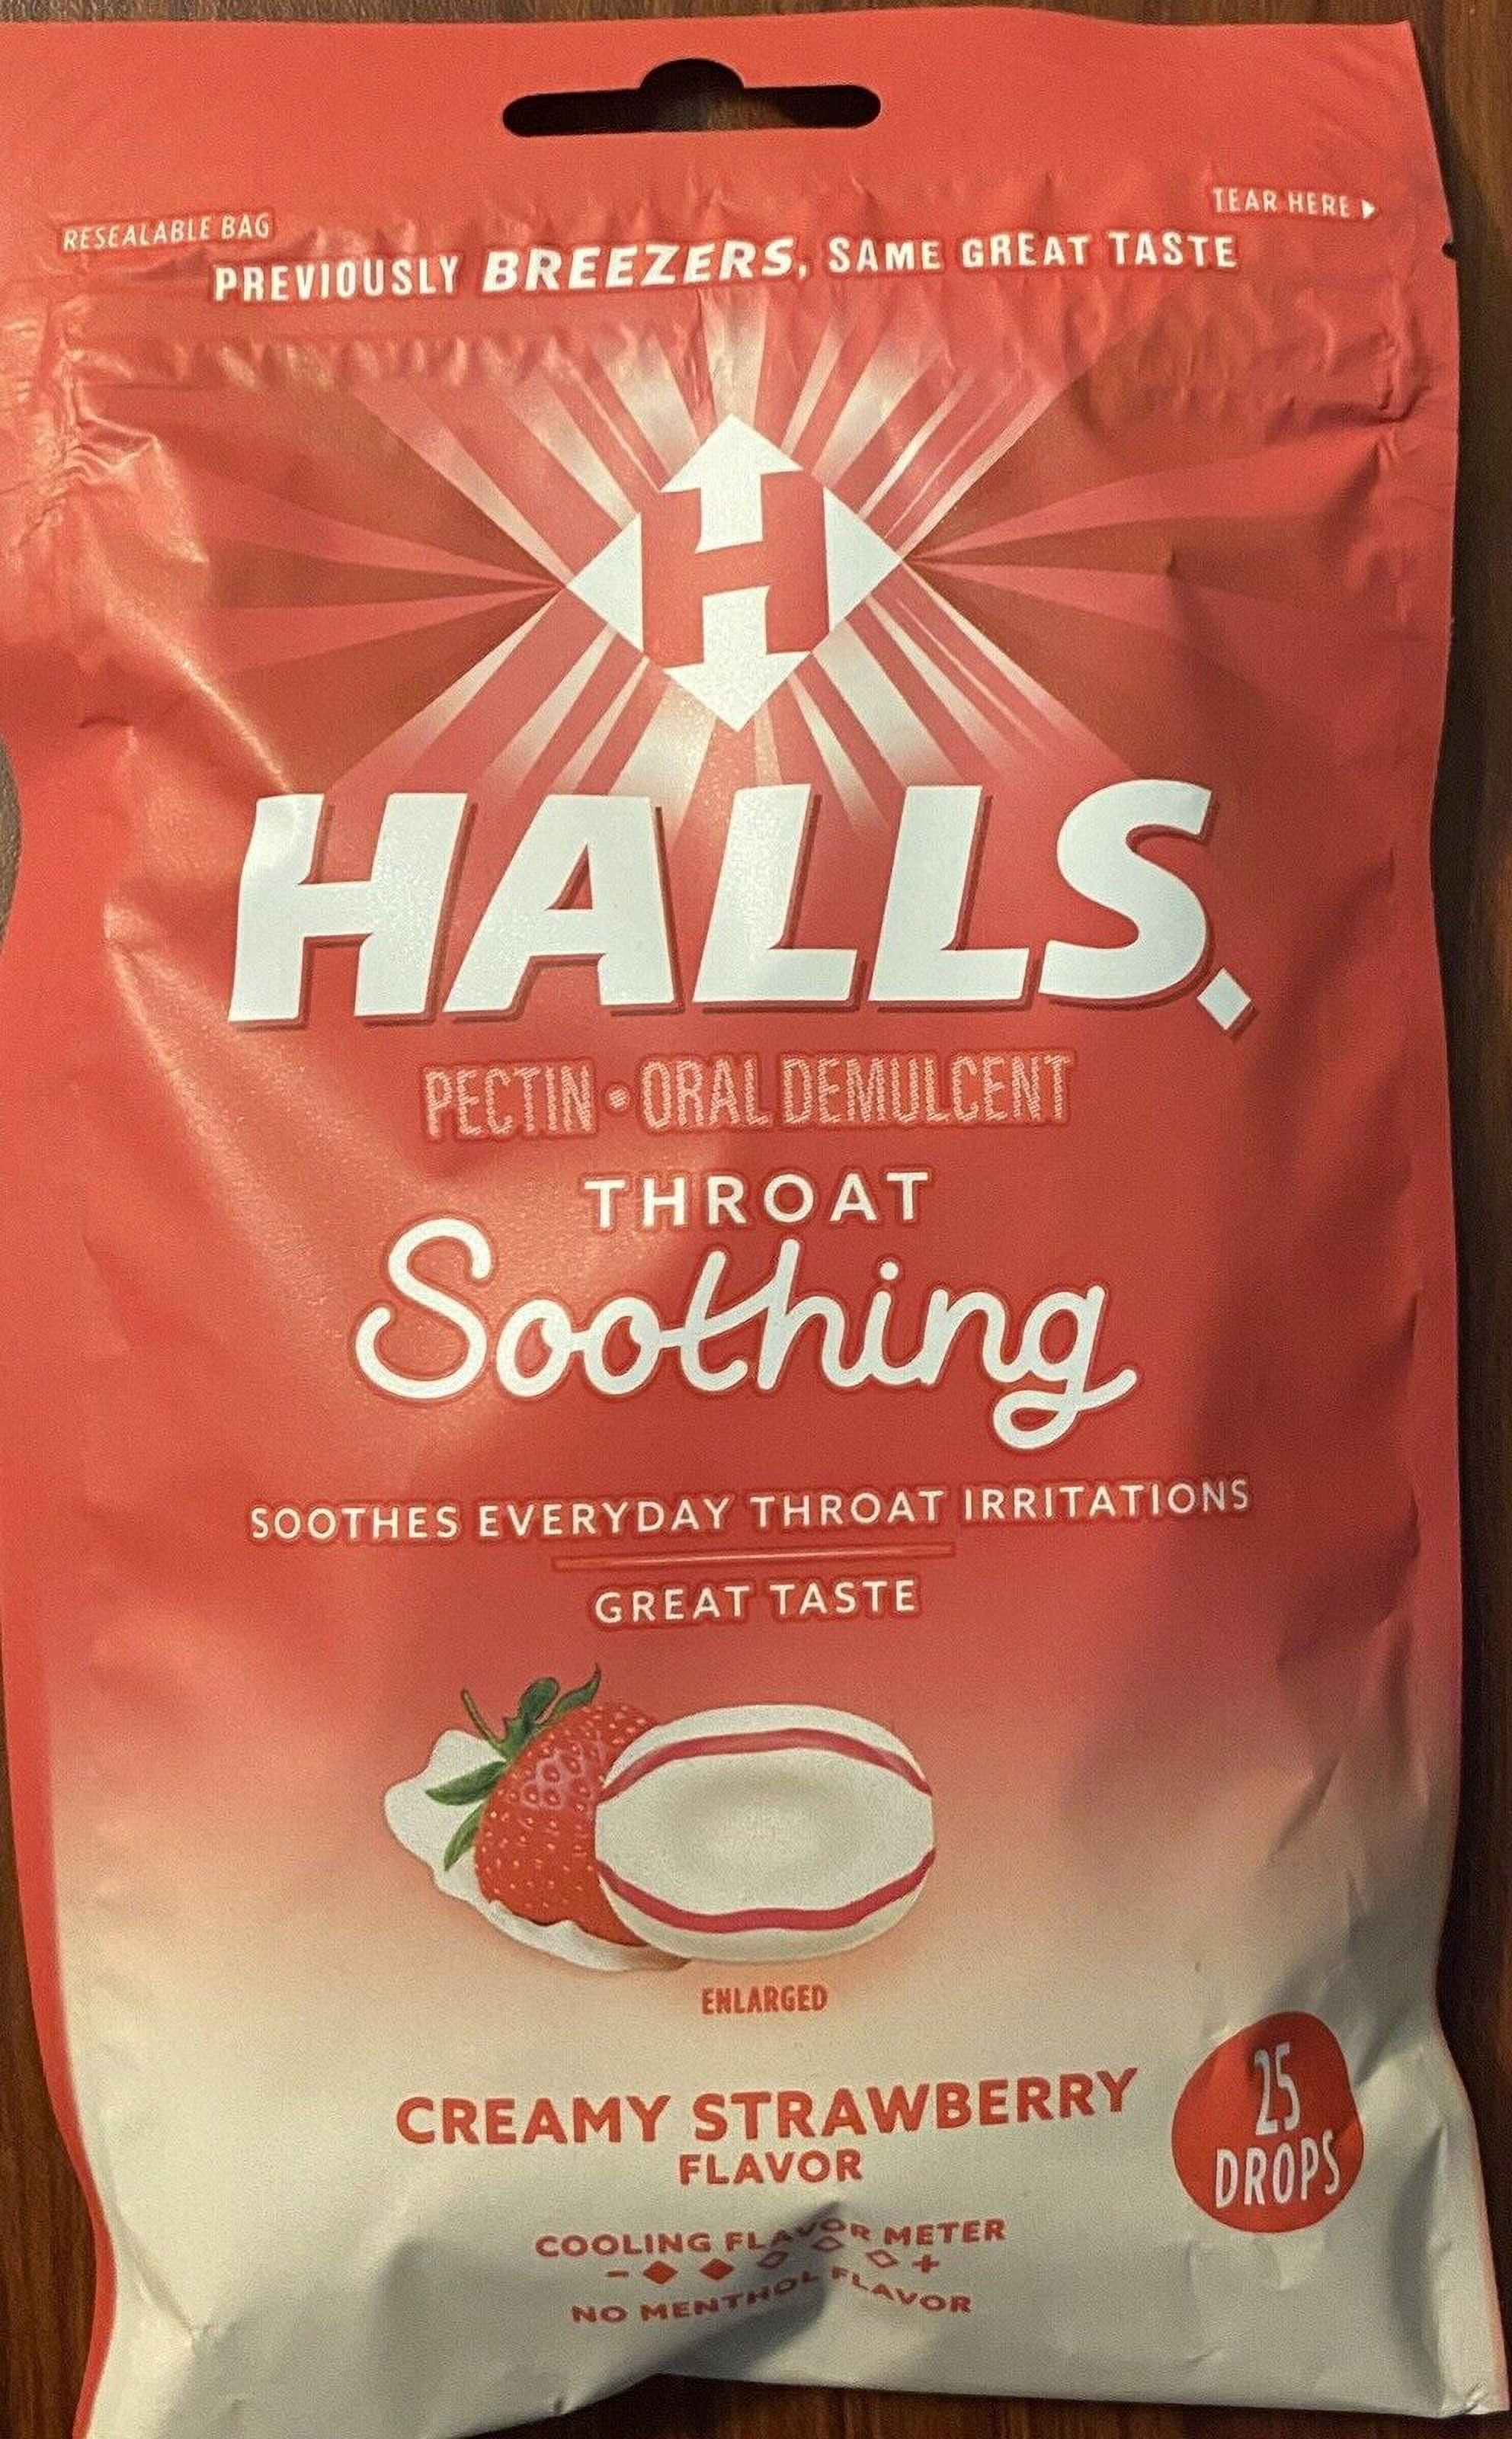 RESEALABLE BAG
TEAR HERE
PREVIOUSLY BREEZERS, SAME GREAT TASTE
H
HALLS
PECTIN • ORAL DEMULCENT
THROAT
Soothing
SOOTHES EVERYDAY THROAT IRRITATIONS
GREAT TASTE
ENLARGED
CREAMY STRAWBERRY
FLAVOR
25
DROPS
COOLING FLAVOR METER
- +
NO MENTHOL FLAVOR